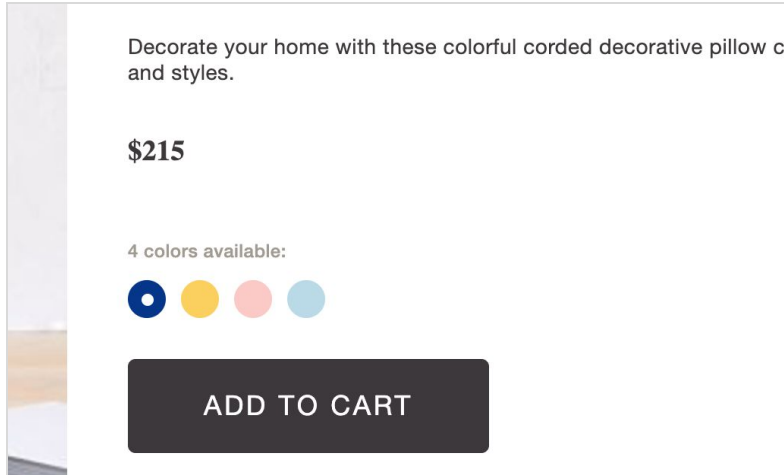 Decorate your home with these colorful corded decorative pillow
and styles.
$215
4 colors available:
ADD TO CART